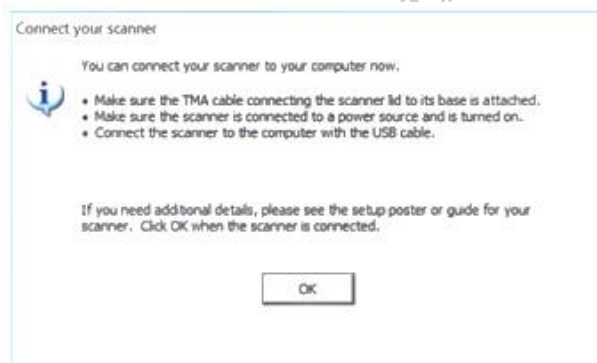 Connect your scanner
You can connect your scanner to your computer now.
• Make sure the TMA cable connecting the scanner lid to its base is attached.
• Make sure the scanner is connected to a power source and is turned on.
• Connect the scanner to the computer with the USB cable.
If you need additional details, please see the setup poster or guide for your
scanner. Click OK when the scanner is connected.
OK